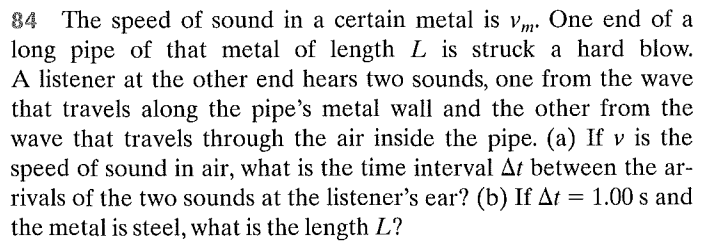 84 The speed of sound in a certain metal is vₘ. One end of a
long pipe of that metal of length L is struck a hard blow.
A listener at the other end hears two sounds, one from the wave
that travels along the pipe's metal wall and the other from the
wave that travels through the air inside the pipe. (a) If v is the
speed of sound in air, what is the time interval Δt between the ar-
rivals of the two sounds at the listener's ear? (b) If Δt = 1.00 s and
the metal is steel, what is the length L?